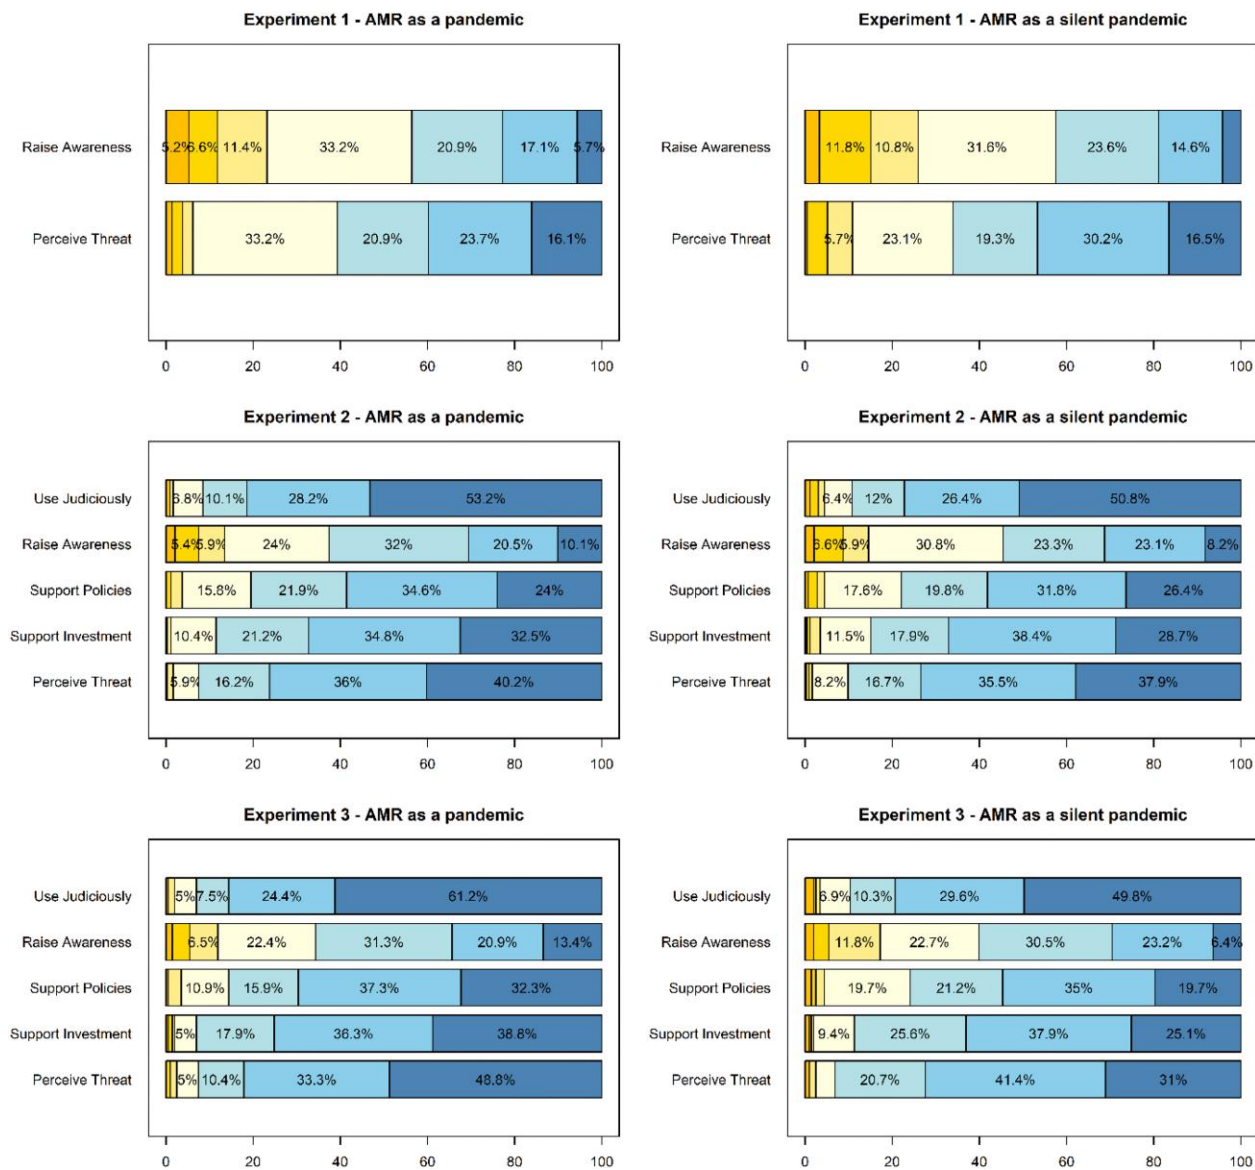 Experiment 1 - AMR as a pandemic
Raise Awareness 5.2% 6.6% 11.4% 33.2% 20.9% 17.1% 5.7%
Perceive Threat 33.2% 20.9% 23.7% 16.1%
0 20 40 60 80 100
Experiment 1 - AMR as a silent pandemic
Raise Awareness 11.8% 10.8% 31.6% 23.6% 14.6%
Perceive Threat 5.7% 23.1% 19.3% 30.2% 16.5%
0 20 40 60 80 100
Experiment 2 - AMR as a pandemic
Use Judiciously 6.8% 10.1% 28.2% 53.2%
Raise Awareness 5.4% 5.9% 24% 32% 20.5% 10.1%
Support Policies 15.8% 21.9% 34.6% 24%
Support Investment 10.4% 21.2% 34.8% 32.5%
Perceive Threat 5.9% 16.2% 36% 40.2%
0 20 40 60 80 100
Experiment 2 - AMR as a silent pandemic
Use Judiciously 6.4% 12% 26.4% 50.8%
Raise Awareness 6.6% 5.9% 30.8% 23.3% 23.1% 8.2%
Support Policies 17.6% 19.8% 31.8% 26.4%
Support Investment 11.5% 17.9% 38.4% 28.7%
Perceive Threat 8.2% 16.7% 35.5% 37.9%
0 20 40 60 80 100
Experiment 3 - AMR as a pandemic
Use Judiciously 5% 7.5% 24.4% 61.2%
Raise Awareness 6.5% 22.4% 31.3% 20.9% 13.4%
Support Policies 10.9% 15.9% 37.3% 32.3%
Support Investment 5% 17.9% 36.3% 38.8%
Perceive Threat 5% 10.4% 33.3% 48.8%
0 20 40 60 80 100
Experiment 3 - AMR as a silent pandemic
Use Judiciously 6.9% 10.3% 29.6% 49.8%
Raise Awareness 11.8% 22.7% 30.5% 23.2% 6.4%
Support Policies 19.7% 21.2% 35% 19.7%
Support Investment 9.4% 25.6% 37.9% 25.1%
Perceive Threat 20.7% 41.4% 31%
0 20 40 60 80 100